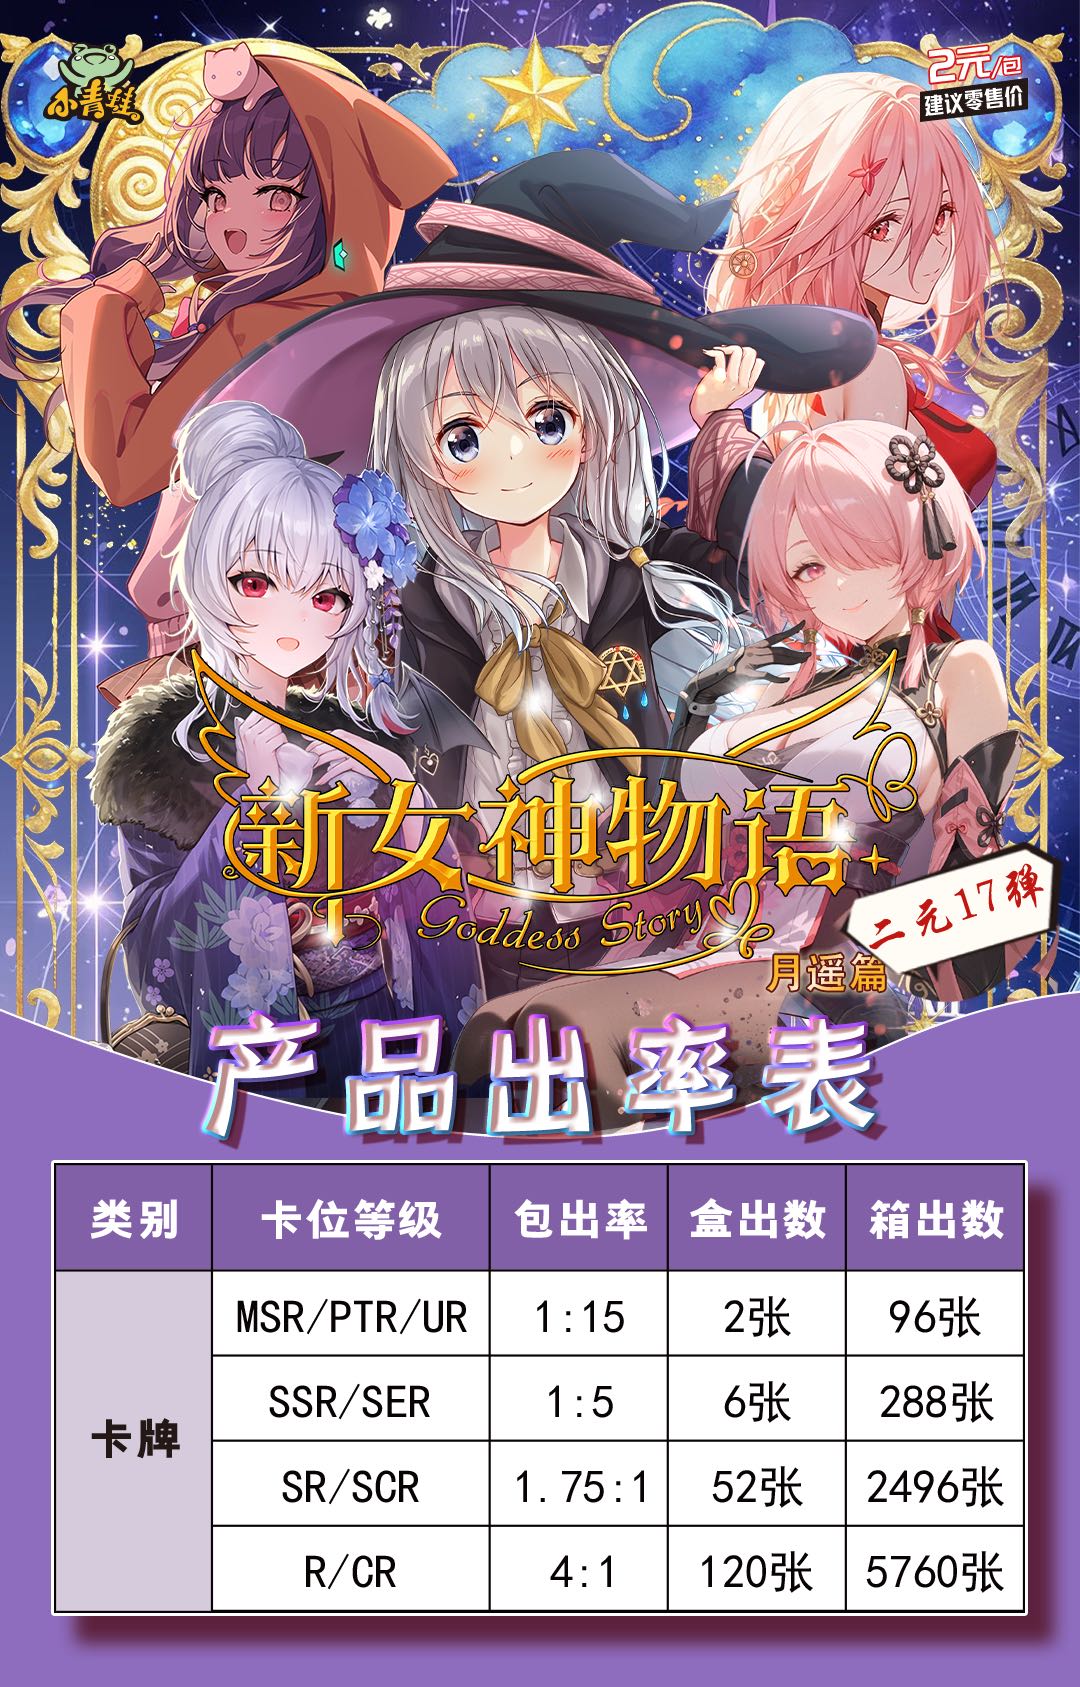 小青蛙
2元/包
建议零售价
新女神物语
Goddess Story
二元17弹
月遥篇
产品出率表
类别 卡位等级 包出率 盒出数 箱出数
卡牌
MSR/PTR/UR 1:15 2张 96张
SSR/SER 1:5 6张 288张
SR/SCR 1.75:1 52张 2496张
R/CR 4:1 120张 5760张